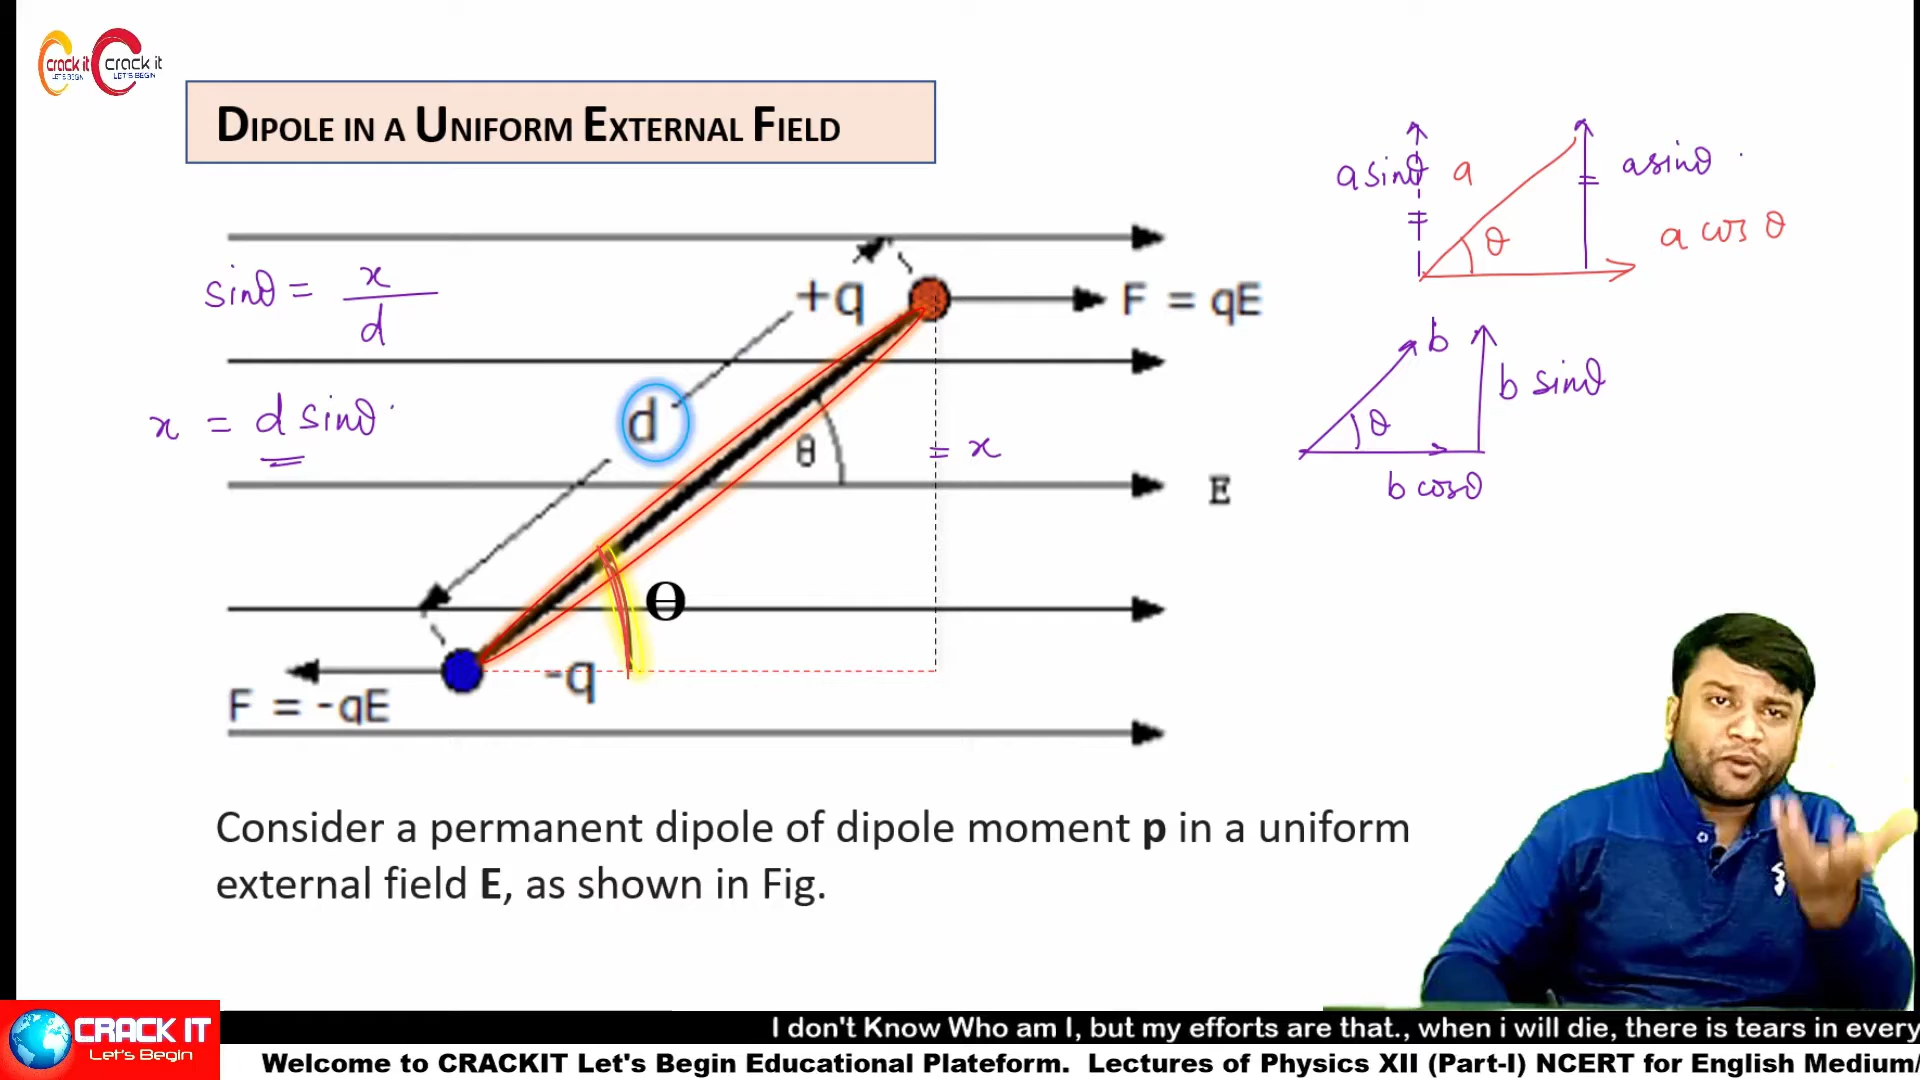 crack it
LET'S BEGIN
crack it
LET'S BEGIN
DIPOLE IN A UNIFORM EXTERNAL FIELD
sinθ = x/d
x = d sinθ
+q
F = qE
d
θ
= x
E
Ɵ
-q
F = -qE
a sinθ
a
a sinθ
θ
a cos θ
b
b sinθ
θ
b cosθ
Consider a permanent dipole of dipole moment p in a uniform
external field E, as shown in Fig.
CRACK IT
Let's Begin
I don't Know Who am I, but my efforts are that., when i will die, there is tears in every
Welcome to CRACKIT Let's Begin Educational Plateform. Lectures of Physics XII (Part-I) NCERT for English Medium/